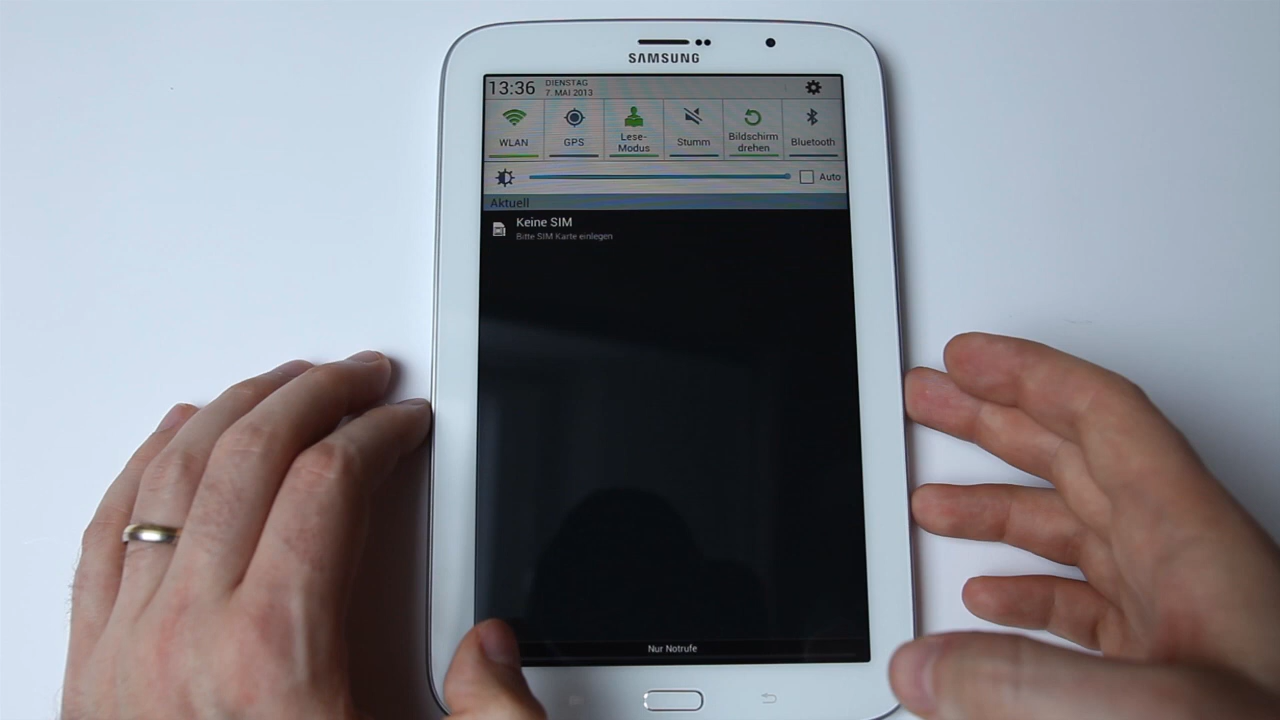 SAMSUNG
13:36
DIENSTAG
7. MAI 2013
WLAN
GPS
Lese-
Modus
Stumm
Bildschirm
drehen
Bluetooth
Auto
Aktuell
Keine SIM
Bitte SIM Karte einlegen
Nur Notrufe